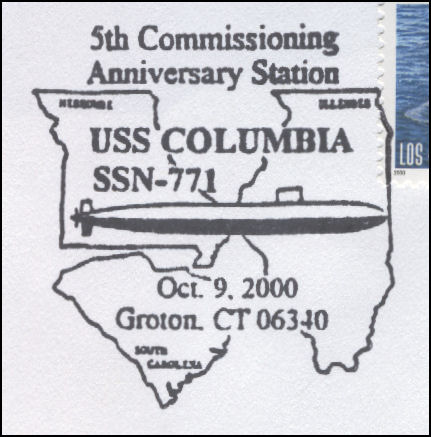 5th Commissioning
Anniversary Station
MISSOURI
ILLINOIS
USS COLUMBIA
SSN-771
LOS
2000
Oct. 9, 2000
Groton, CT 06340
SOUTH
CAROLINA